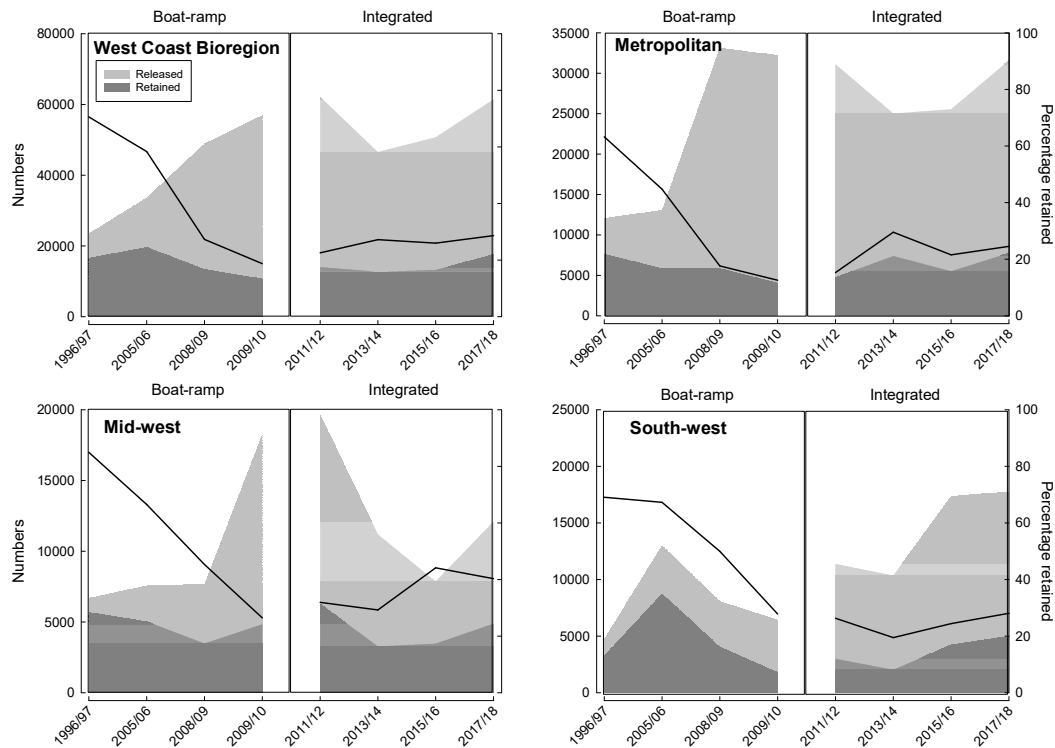 Boat-ramp Integrated
West Coast Bioregion
Released
Retained
80000
60000
40000
20000
0
Numbers
1996/97 2005/06 2008/09 2009/10 2011/12 2013/14 2015/16 2017/18
Boat-ramp Integrated
Metropolitan
35000
30000
25000
20000
15000
10000
5000
0
100
80
60
40
20
0
Percentage retained
1996/97 2005/06 2008/09 2009/10 2011/12 2013/14 2015/16 2017/18
Boat-ramp Integrated
Mid-west
20000
15000
10000
5000
0
Numbers
1996/97 2005/06 2008/09 2009/10 2011/12 2013/14 2015/16 2017/18
Boat-ramp Integrated
South-west
25000
20000
15000
10000
5000
0
100
80
60
40
20
0
Percentage retained
1996/97 2005/06 2008/09 2009/10 2011/12 2013/14 2015/16 2017/18